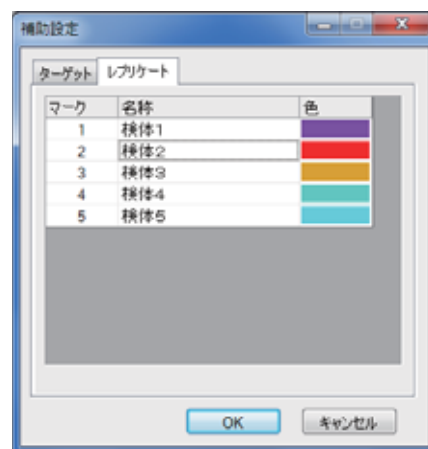 補助設定
ターゲット レプリケート
マーク 名称 色
1 検体1
2 検体2
3 検体3
4 検体4
5 検体5
OK キャンセル